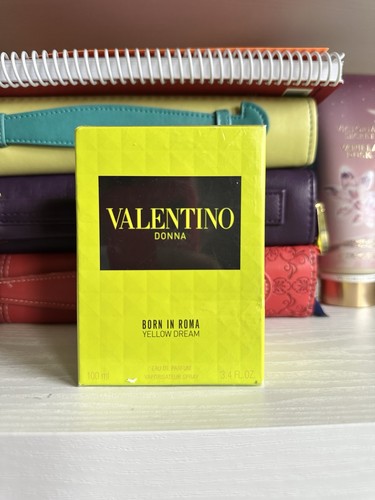 VALENTINO
DONNA
BORN IN ROMA
YELLOW DREAM
EAU DE PARFUM
100 ml
3.4 FL.OZ.